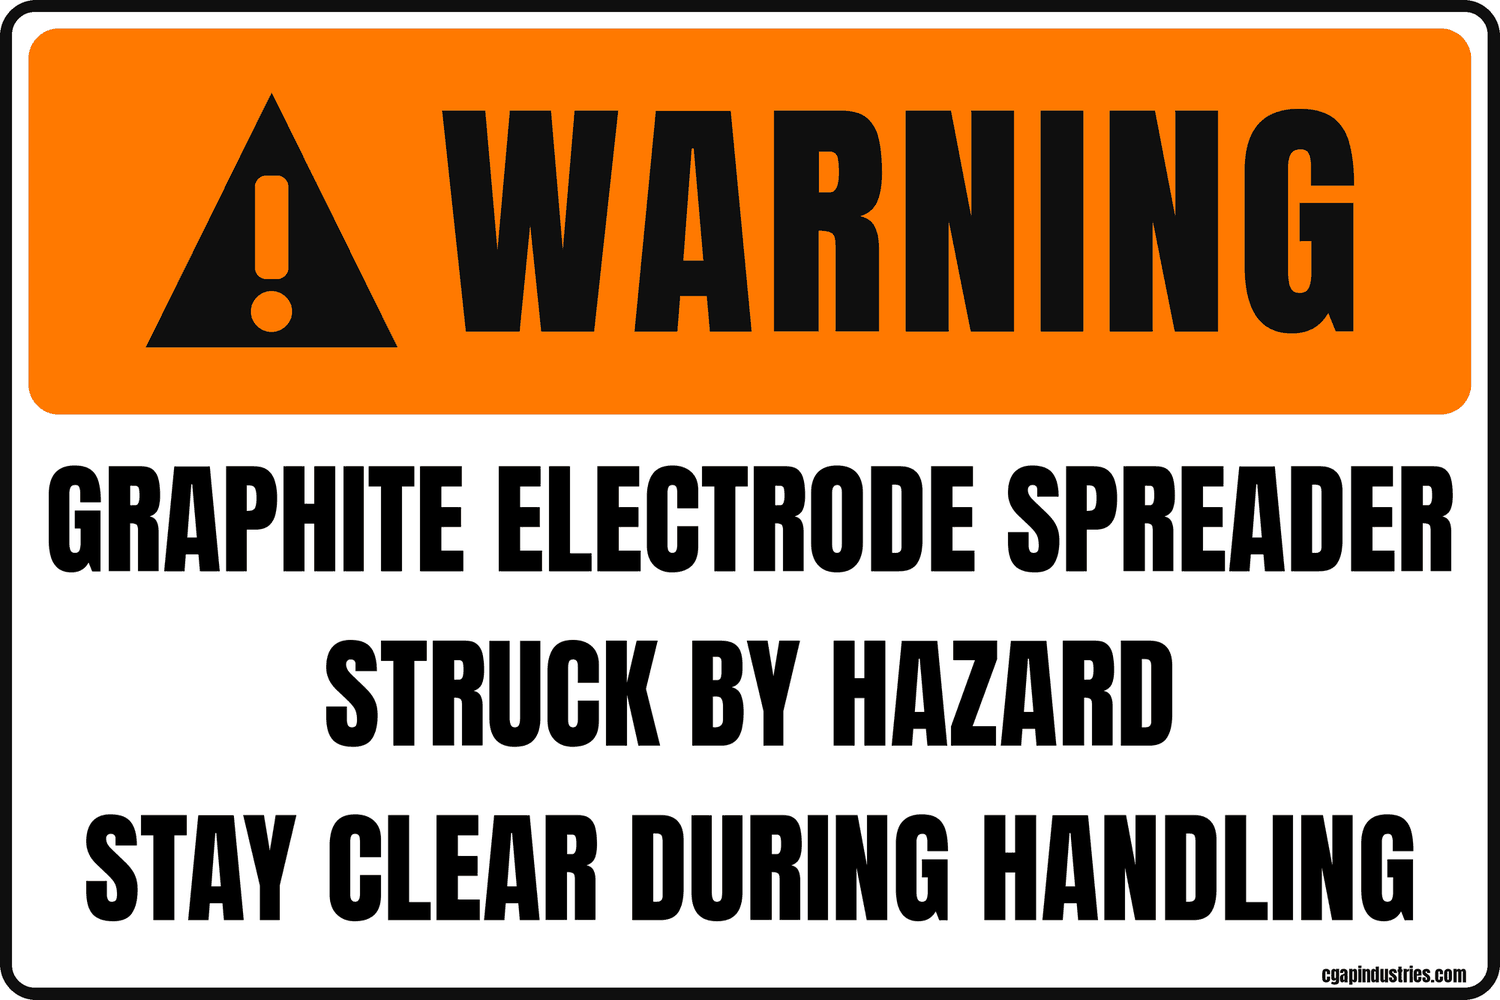 WARNING
GRAPHITE ELECTRODE SPREADER
STRUCK BY HAZARD
STAY CLEAR DURING HANDLING
cgapindustries.com